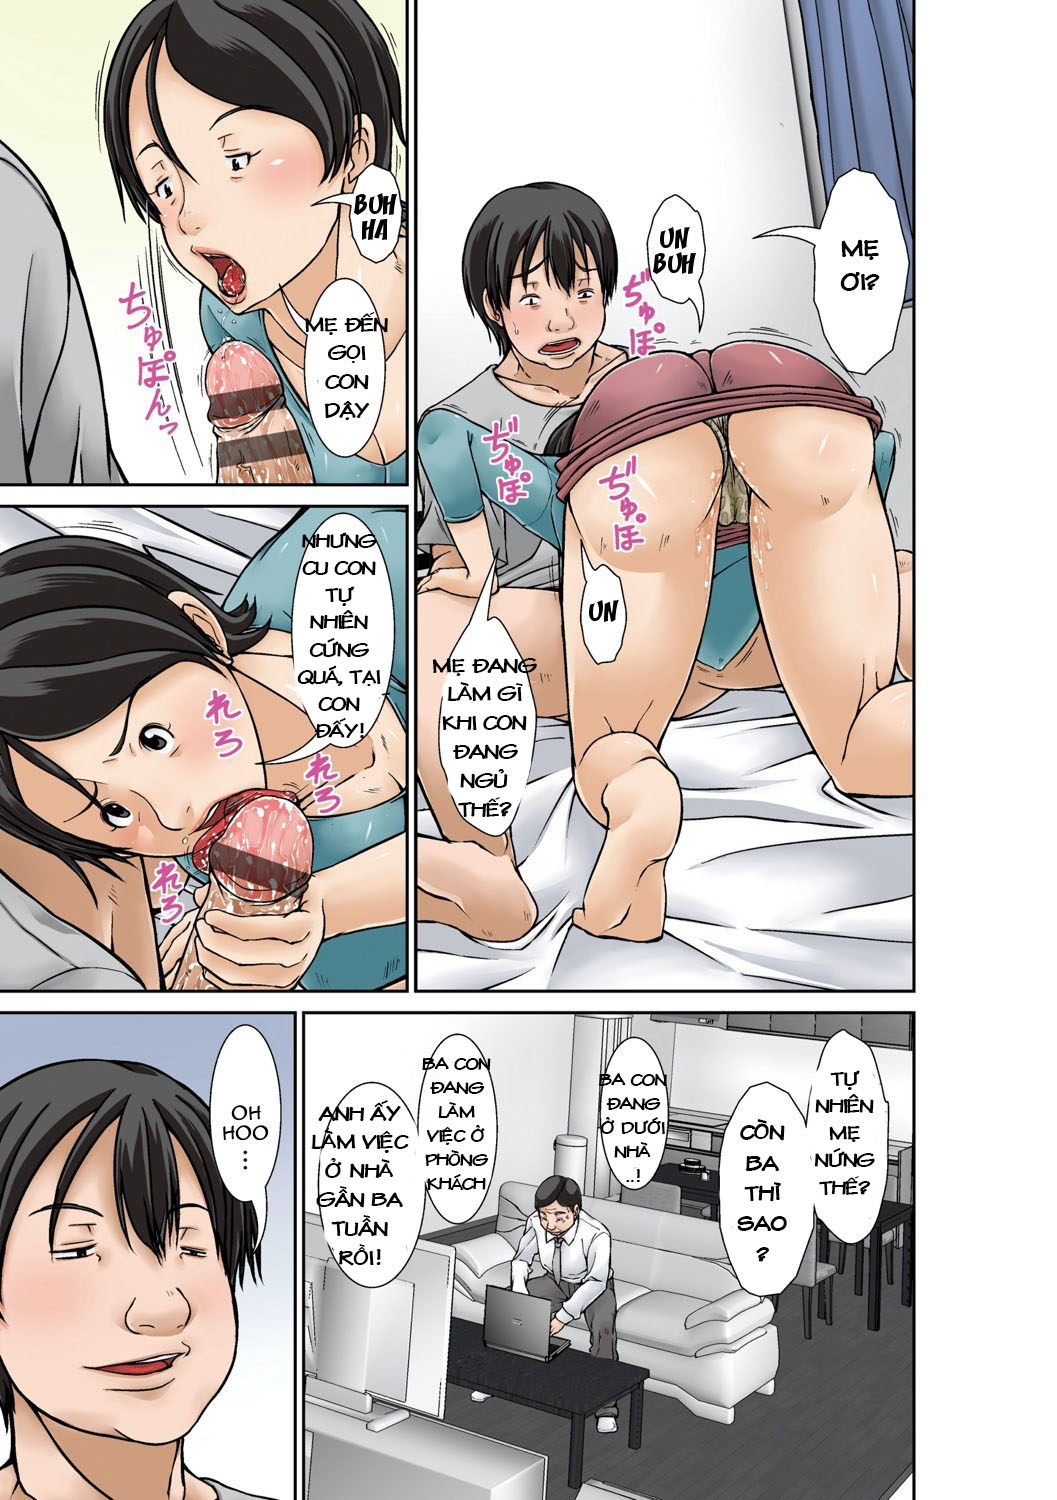 MẸ
ƠI?
UN
BUH
ぢゅぽ
ぢゅぽ
ぢゅぽ
UN
MẸ ĐANG
LÀM GÌ
KHI CON
ĐANG
NGỦ
THẾ?
BUH
HA
ちゅぽんっ
MẸ ĐẾN
GỌI
CON
DẬY
NHƯNG
CU CON
TỰ
NHIÊN
CỨNG
QUÁ, TẠI
CON
ĐẤY!
れろ
れろ
れろ
TỰ
NHIÊN
MẸ
NỨNG
THẾ?
CÒN
BA
THÌ
SAO
?
BA CON
ĐANG
Ở DƯỚI
NHÀ
..!
BA CON
ĐANG
LÀM
VIỆC Ở
PHÒNG
KHÁCH
ANH ẤY
LÀM VIỆC
Ở NHÀ
GẦN BA
TUẦN
RỒI!
OH
HOO
...